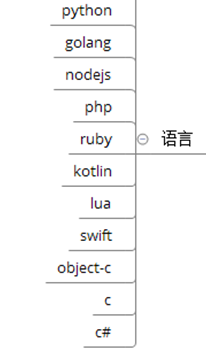 python
golang
nodejs
php
ruby
语言
kotlin
lua
swift
object-c
c
c#